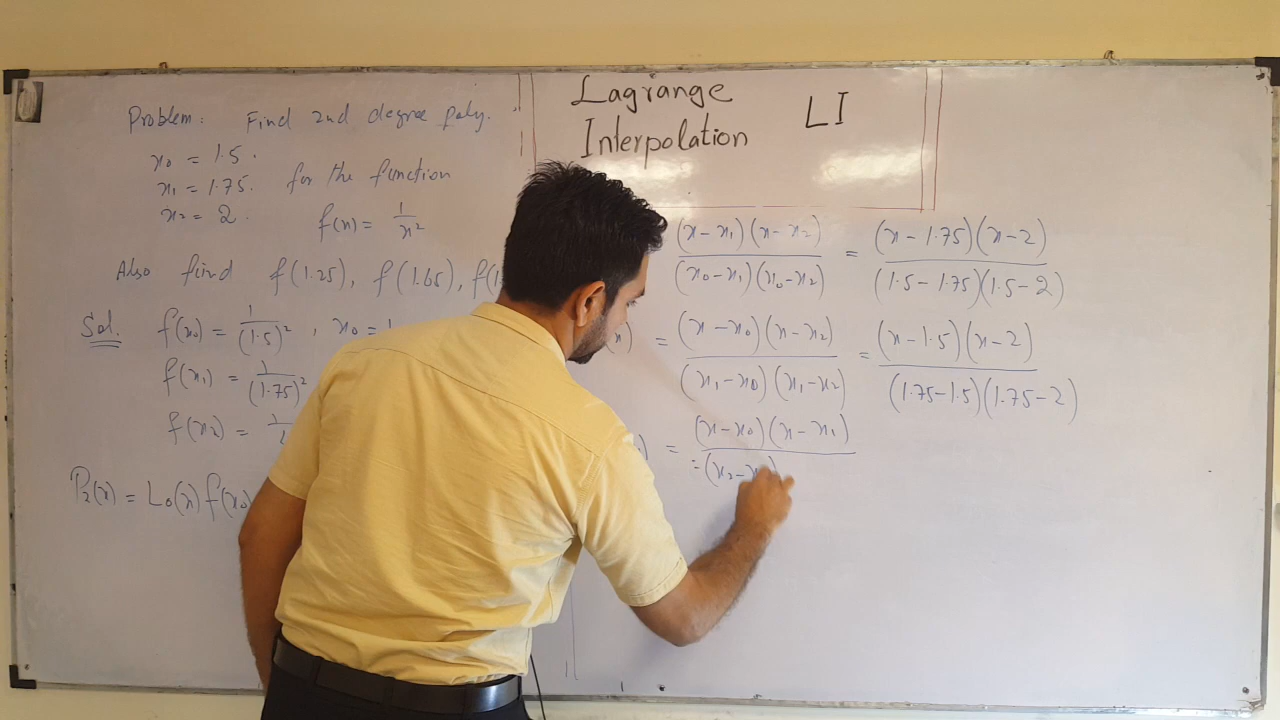 Lagrange
Interpolation
LI
Problem: Find 2nd degree poly.
x₀ = 1.5.
x₁ = 1.75. for the function
x₂ = 2. f(x) = 1/x²
Also find f(1.25), f(1.65), f(1.
Sol. f(x₀) = 1/(1.5)², x₀ = 1.
f(x₁) = 1/(1.75)²
f(x₂) =
P₂(x) = L₀(x) f(x₀)
(x-x₁)(x-x₂)/(x₀-x₁)(x₀-x₂) = (x-1.75)(x-2)/(1.5-1.75)(1.5-2)
(x) = (x-x₀)(x-x₂)/(x₁-x₀)(x₁-x₂) = (x-1.5)(x-2)/(1.75-1.5)(1.75-2)
) = (x-x₀)(x-x₁)/(x₂-